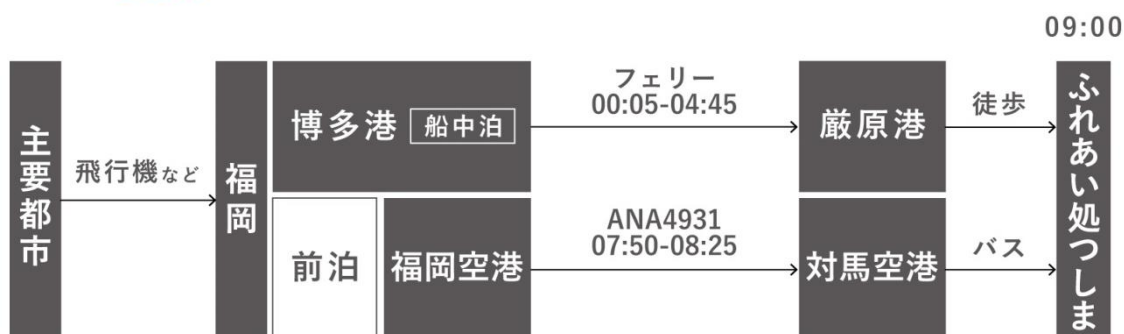 09:00
主要都市
飛行機など
福岡
博多港 船中泊
フェリー
00:05-04:45
厳原港
徒歩
ふれあい処つしま
前泊
福岡空港
ANA4931
07:50-08:25
対馬空港
バス